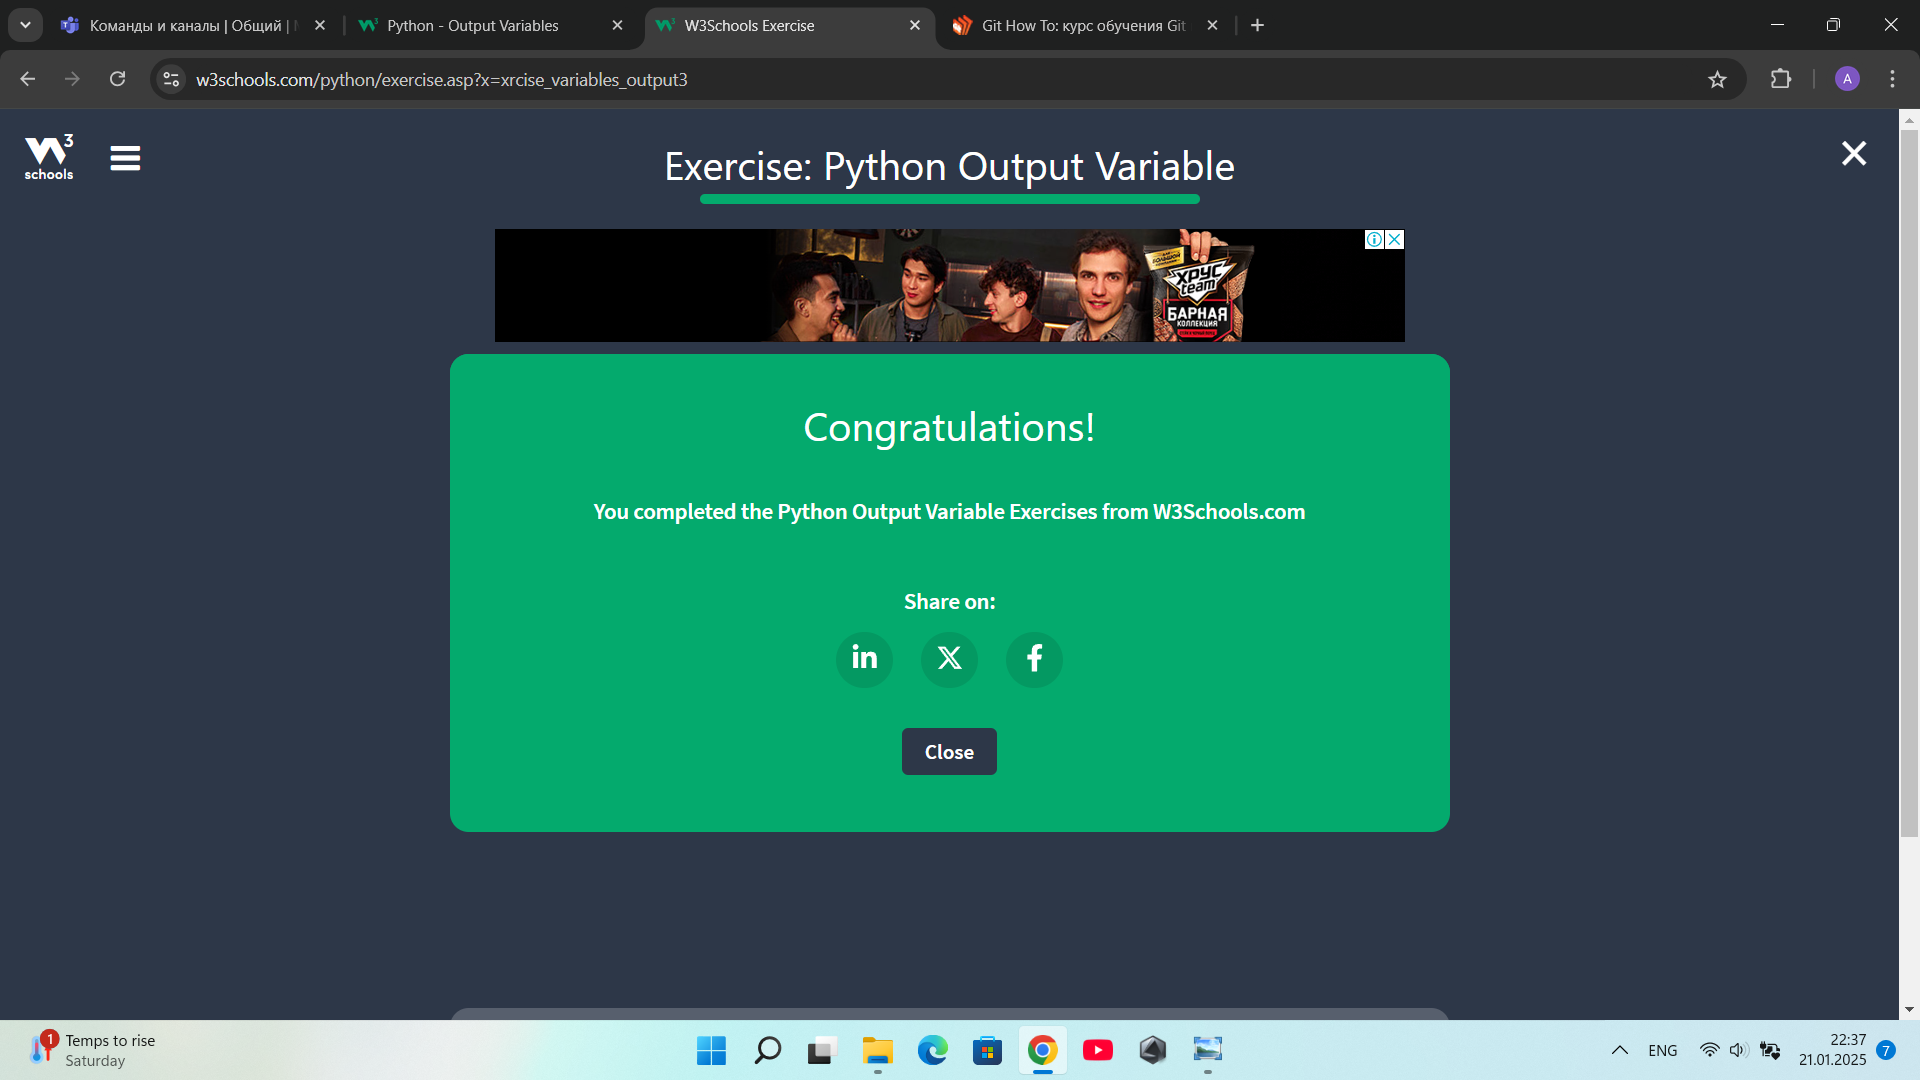 Команды и каналы | Общий |
Python - Output Variables
W3Schools Exercise
Git How To: курс обучения Git
w3schools.com/python/exercise.asp?x=xrcise_variables_output3
A
W3
schools
Exercise: Python Output Variable
ХРУС
team
БАРНАЯ
КОЛЛЕКЦИЯ
Congratulations!
You completed the Python Output Variable Exercises from W3Schools.com
Share on:
in
X
f
Close
1
Temps to rise
Saturday
ENG
22:37
21.01.2025
7